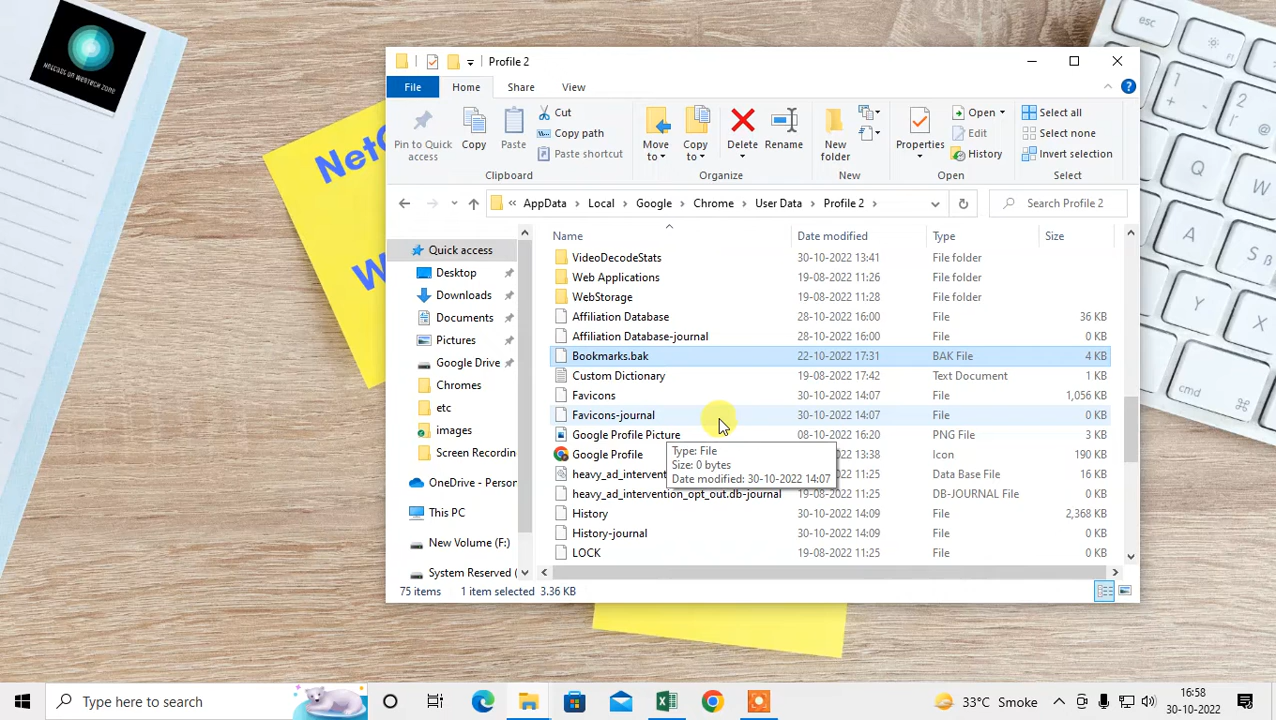 NETGAZE ON WEBTECH ZONE
Profile 2
File
Home
Share
View
Pin to Quick access
Copy
Paste
Cut
Copy path
Paste shortcut
Clipboard
Move to
Copy to
Delete
Rename
Organize
New folder
New
Properties
Open
Edit
History
Open
Select all
Select none
Invert selection
Select
« AppData > Local > Google > Chrome > User Data > Profile 2 >
Search Profile 2
Quick access
Desktop
Downloads
Documents
Pictures
Google Drive
Chromes
etc
images
Screen Recordin
OneDrive - Person
This PC
New Volume (F:)
System Reserved (
Name Date modified Type Size
VideoDecodeStats 30-10-2022 13:41 File folder
Web Applications 19-08-2022 11:26 File folder
WebStorage 19-08-2022 11:28 File folder
Affiliation Database 28-10-2022 16:00 File 36 KB
Affiliation Database-journal 28-10-2022 16:00 File 0 KB
Bookmarks.bak 22-10-2022 17:31 BAK File 4 KB
Custom Dictionary 19-08-2022 17:42 Text Document 1 KB
Favicons 30-10-2022 14:07 File 1,056 KB
Favicons-journal 30-10-2022 14:07 File 0 KB
Google Profile Picture 08-10-2022 16:20 PNG File 3 KB
Google Profile 13:38 Icon 190 KB
heavy_ad_interven 11:25 Data Base File 16 KB
heavy_ad_intervention_opt_out.db-journal 19-08-2022 11:25 DB-JOURNAL File 0 KB
History 30-10-2022 14:09 File 2,368 KB
History-journal 30-10-2022 14:09 File 0 KB
LOCK 19-08-2022 11:25 File 0 KB
Type: File
Size: 0 bytes
Date modified: 30-10-2022 14:07
75 items 1 item selected 3.36 KB
esc
Q
W
A
S
Y
X
alt
cmd
Type here to search
33°C Smoke
16:58
30-10-2022